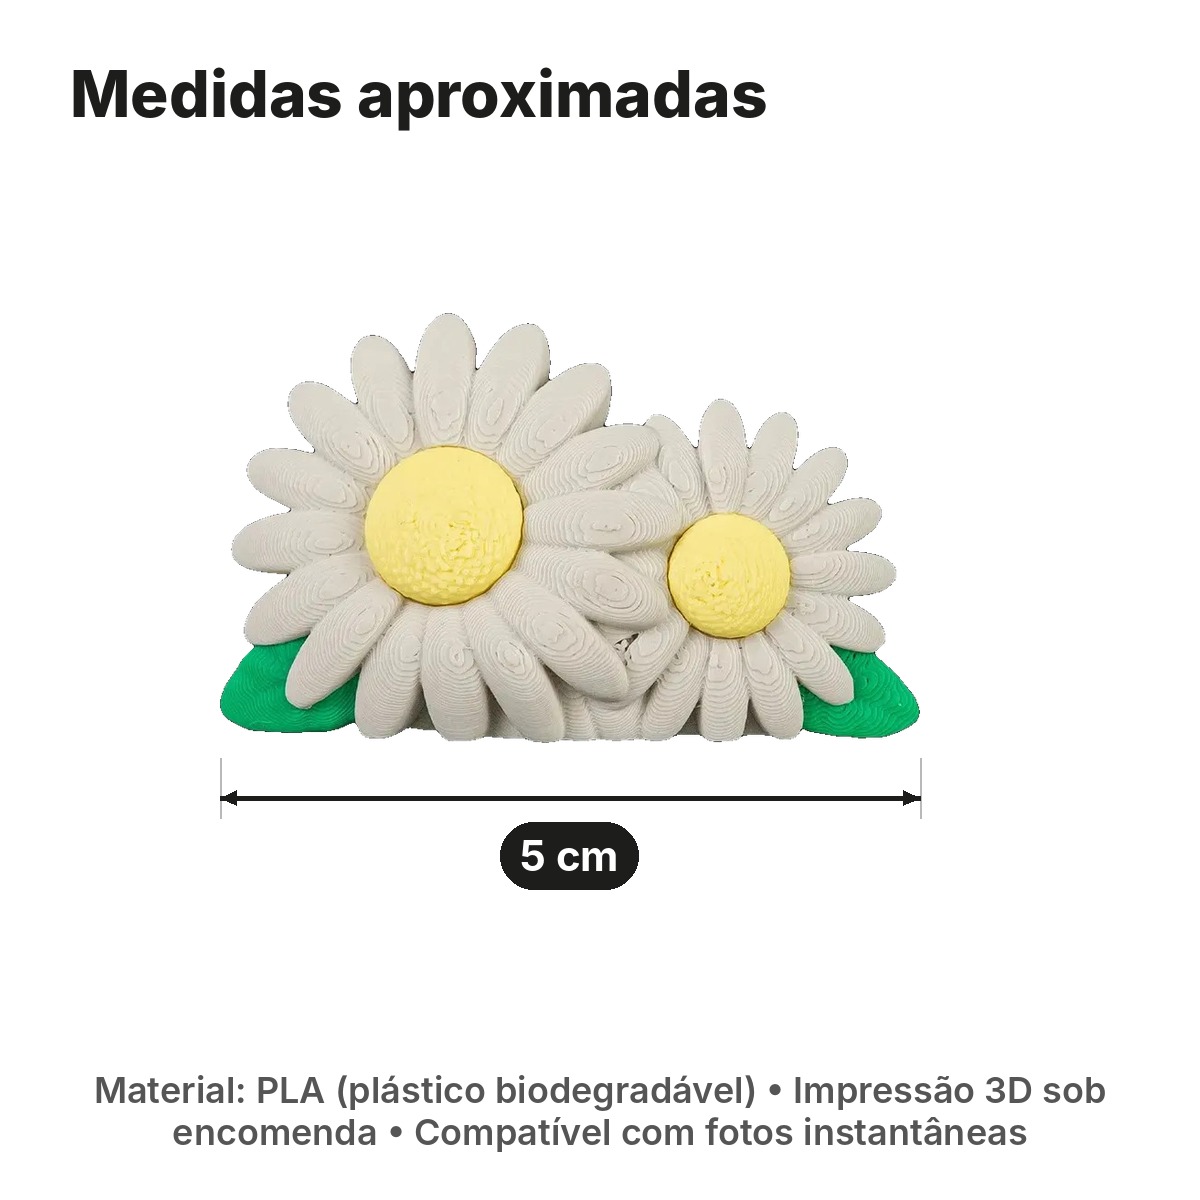 Medidas aproximadas
5 cm
Material: PLA (plástico biodegradável) • Impressão 3D sob
encomenda • Compatível com fotos instantâneas